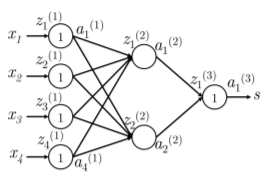 z₁⁽¹⁾ a₁⁽¹⁾
x₁ 1
z₂⁽¹⁾ z₁⁽²⁾ a₁⁽²⁾
x₂ 1
z₁⁽³⁾ a₁⁽³⁾
1 s
z₃⁽¹⁾ z₂⁽²⁾
x₃ 1
z₄⁽¹⁾ a₂⁽²⁾
x₄ 1
a₄⁽¹⁾